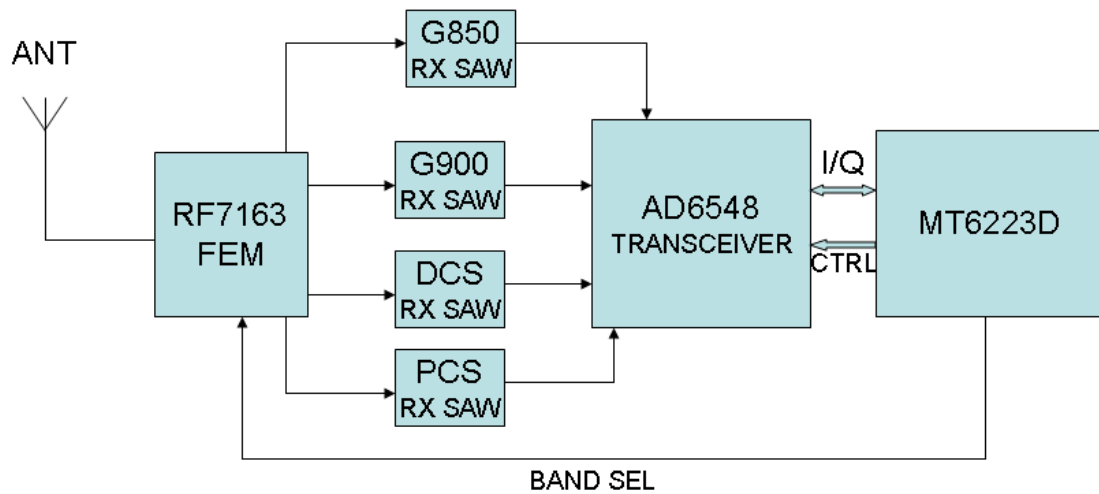 ANT
G850
RX SAW
G900
RX SAW
DCS
RX SAW
PCS
RX SAW
RF7163
FEM
AD6548
TRANSCEIVER
I/Q
CTRL
MT6223D
BAND SEL